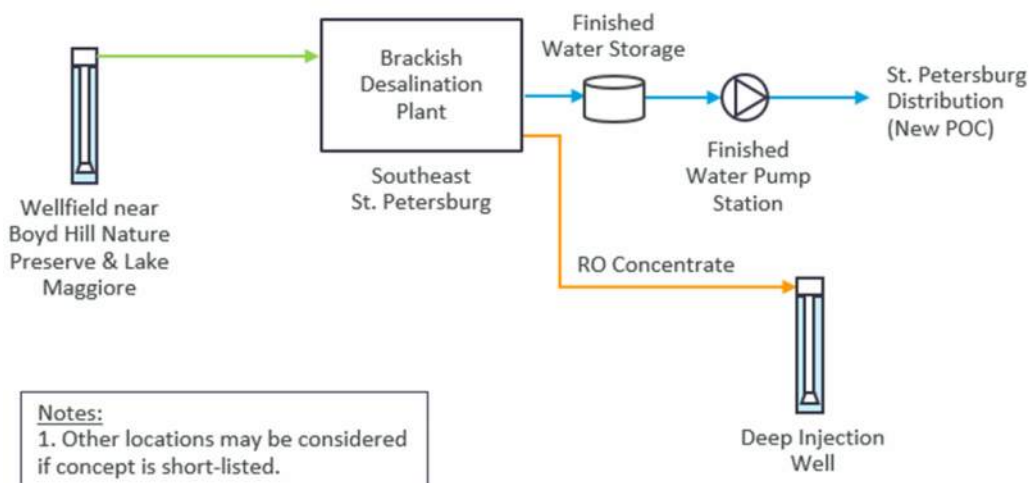 Wellfield near
Boyd Hill Nature
Preserve & Lake
Maggiore
Brackish
Desalination
Plant
Southeast
St. Petersburg
Finished
Water Storage
Finished
Water Pump
Station
St. Petersburg
Distribution
(New POC)
RO Concentrate
Deep Injection
Well
Notes:
1. Other locations may be considered
if concept is short-listed.